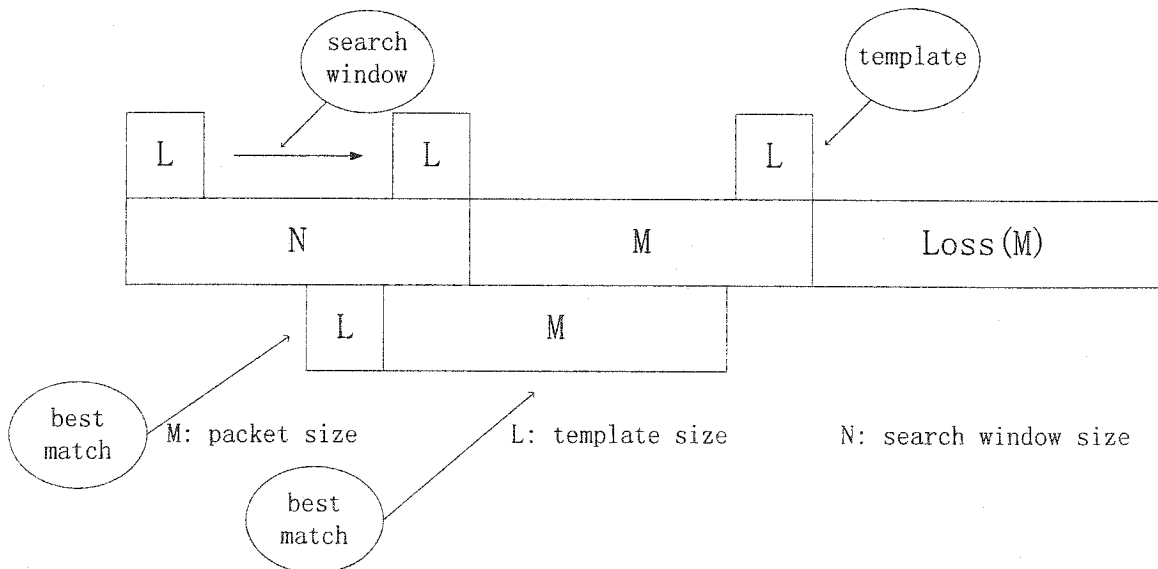 search
window
template
L
L
L
N
M
Loss(M)
L
M
best
match
M: packet size
L: template size
N: search window size
best
match